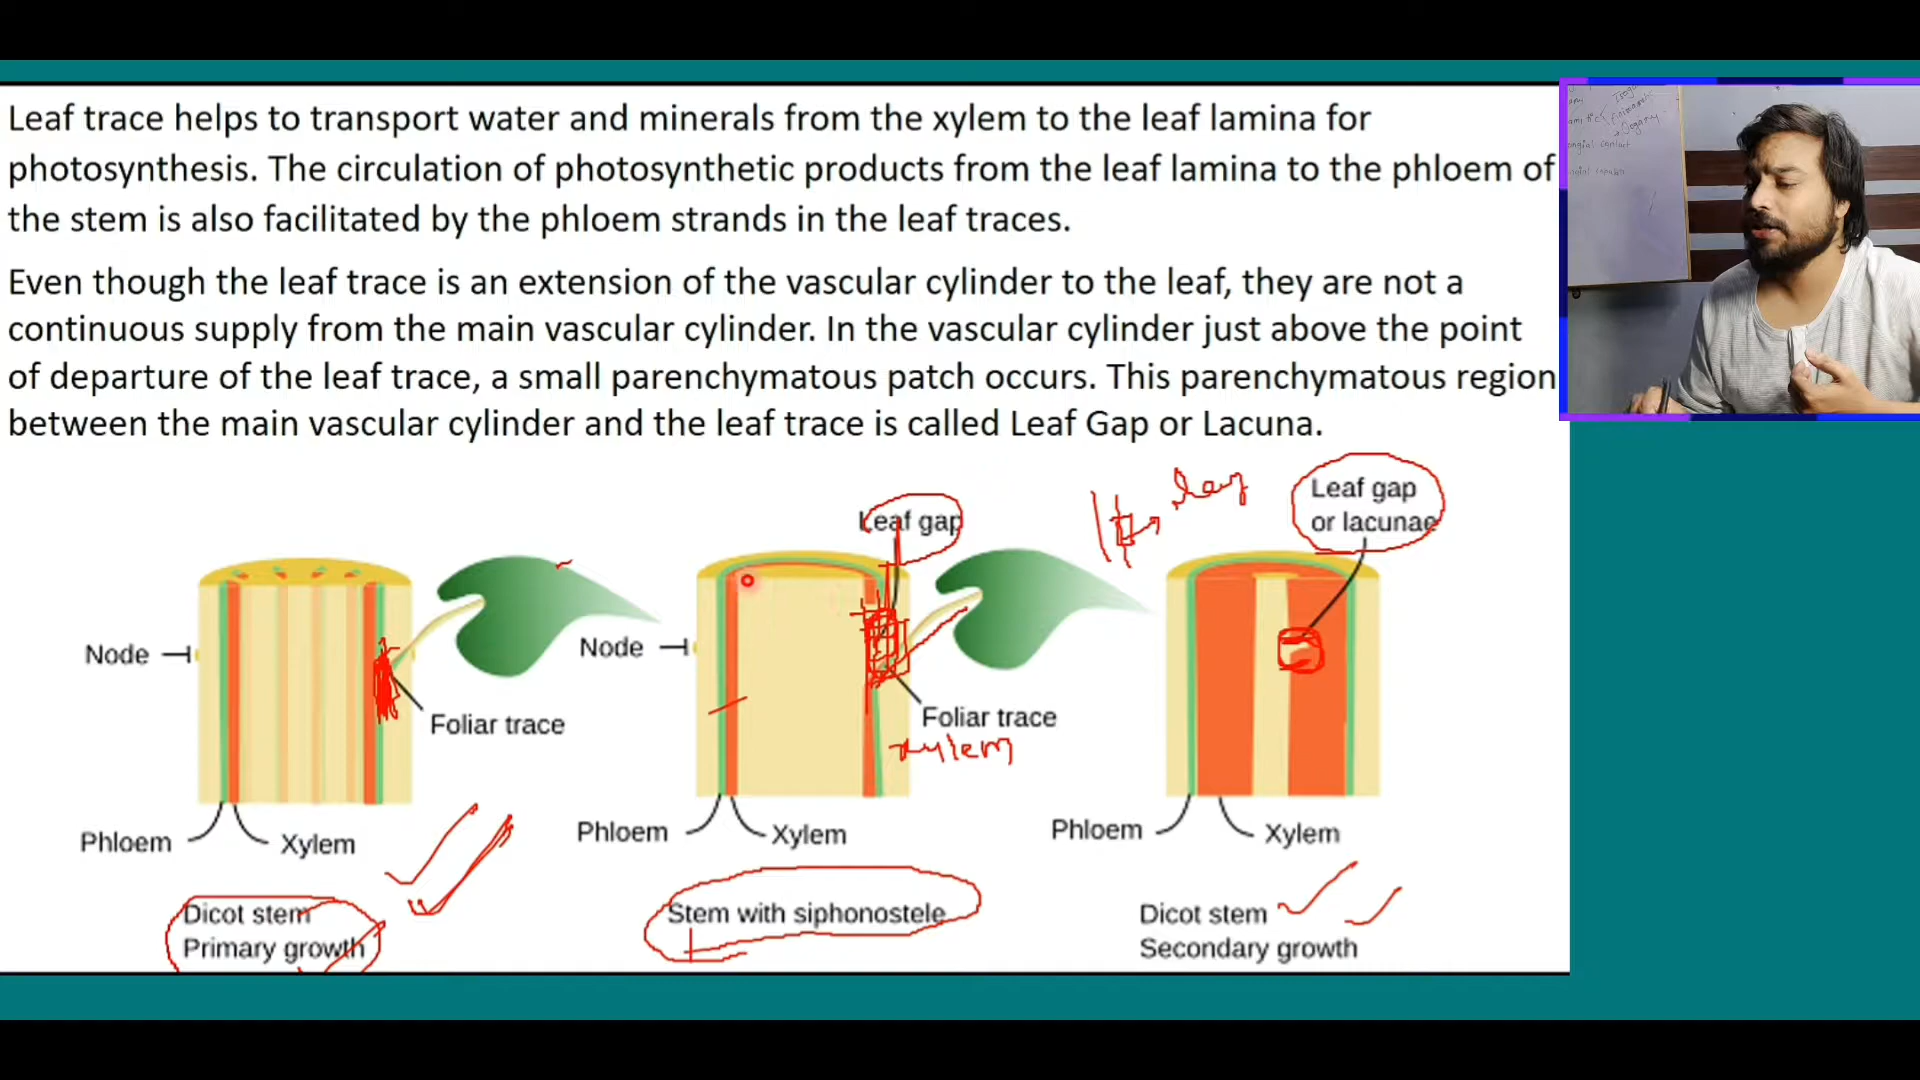 Leaf trace helps to transport water and minerals from the xylem to the leaf lamina for
photosynthesis. The circulation of photosynthetic products from the leaf lamina to the phloem of
the stem is also facilitated by the phloem strands in the leaf traces.
Even though the leaf trace is an extension of the vascular cylinder to the leaf, they are not a
continuous supply from the main vascular cylinder. In the vascular cylinder just above the point
of departure of the leaf trace, a small parenchymatous patch occurs. This parenchymatous region
between the main vascular cylinder and the leaf trace is called Leaf Gap or Lacuna.
Node
Foliar trace
Phloem
Xylem
Dicot stem
Primary growth
Leaf gap
Node
Foliar trace
xylem
Phloem
Xylem
Stem with siphonostele
Leaf gap
or lacunae
Phloem
Xylem
Dicot stem
Secondary growth